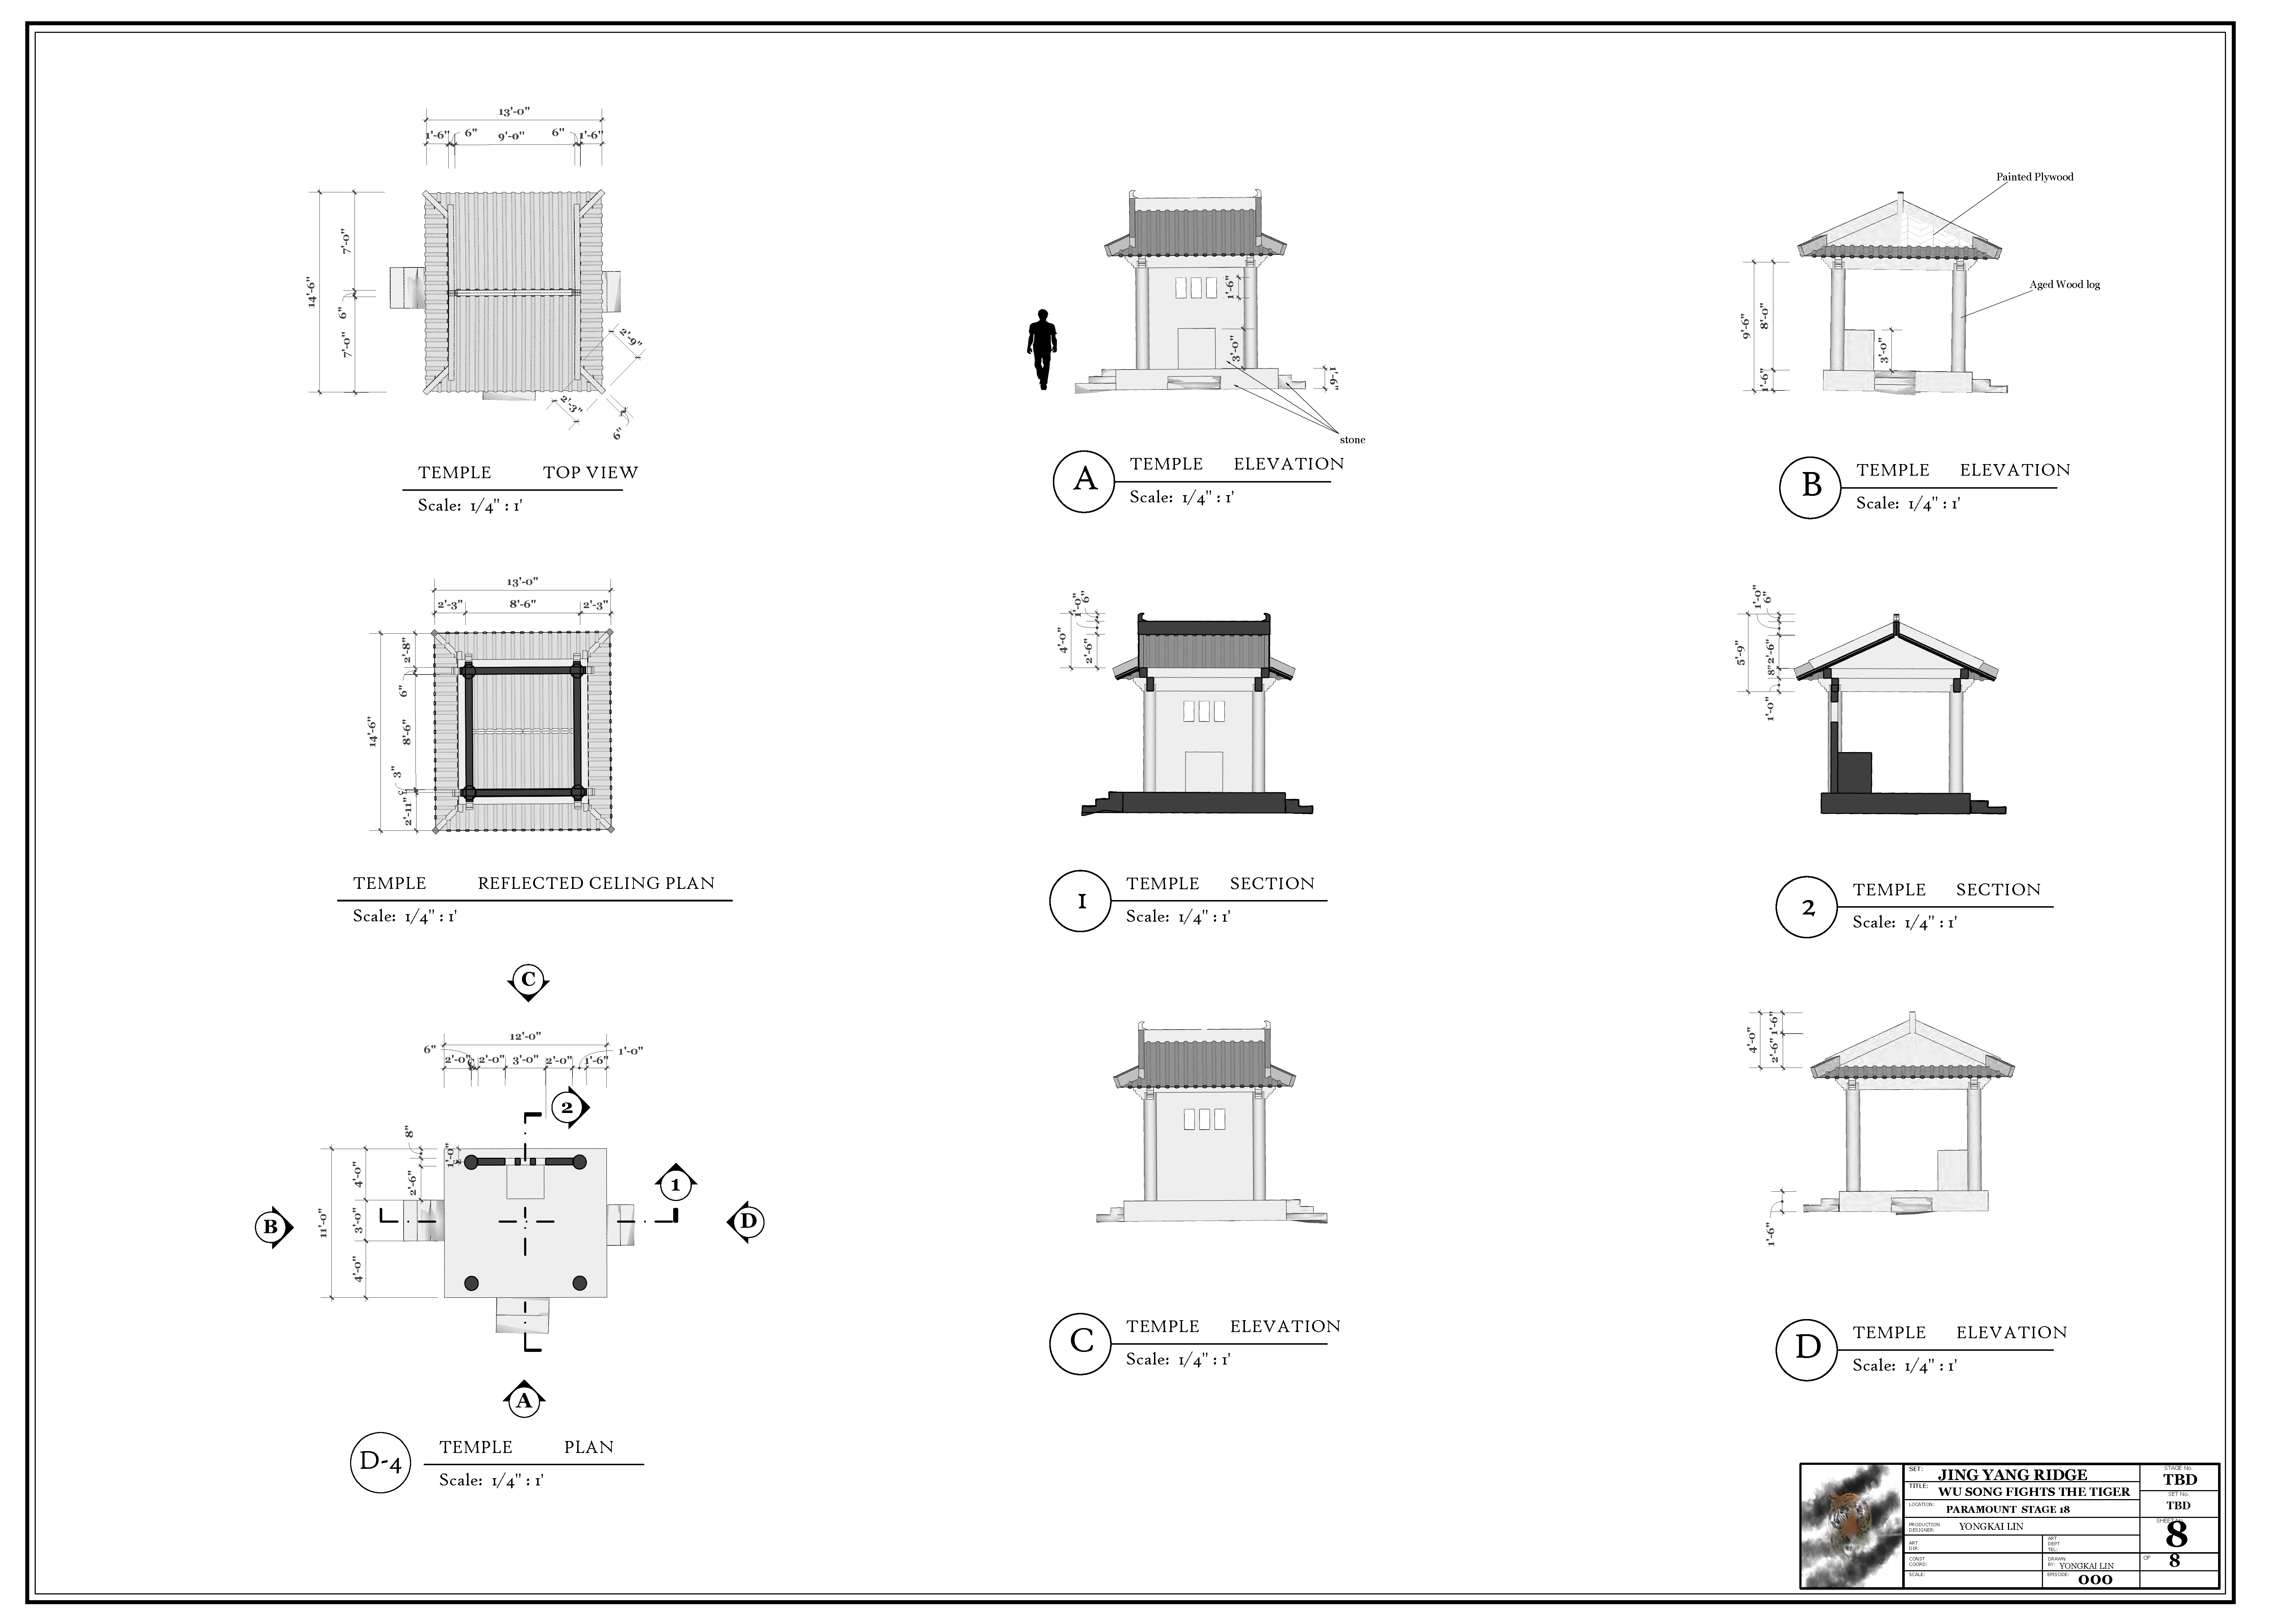 13'-0"
1'-6" 6" 9'-0" 6" 1'-6"
14'-6"
7'-0"
6"
7'-0"
2'-9"
2'-3"
6"
TEMPLE TOP VIEW
Scale: 1/4" : 1'
1'-6"
3'-0"
1'-6"
stone
A
TEMPLE ELEVATION
Scale: 1/4" : 1'
Painted Plywood
Aged Wood log
9'-6"
8'-0"
1'-6"
3'-0"
B
TEMPLE ELEVATION
Scale: 1/4" : 1'
13'-0"
2'-3" 8'-6" 2'-3"
14'-6"
2'-8"
6"
8'-6"
3"
2'-11"
TEMPLE REFLECTED CELING PLAN
Scale: 1/4" : 1'
1'-0"
6"
4'-0"
2'-6"
1
TEMPLE SECTION
Scale: 1/4" : 1'
1'-0"
6"
5'-9"
2'-6"
8"
1'-0"
2
TEMPLE SECTION
Scale: 1/4" : 1'
C
12'-0"
6" 2'-0" 2'-0" 3'-0" 2'-0" 1'-6" 1'-0"
2
8"
1'-0"
4'-0"
2'-6"
11'-0"
3'-0"
4'-0"
1
B
D
A
D-4
TEMPLE PLAN
Scale: 1/4" : 1'
C
TEMPLE ELEVATION
Scale: 1/4" : 1'
4'-0"
1'-6"
2'-6"
1'-6"
D
TEMPLE ELEVATION
Scale: 1/4" : 1'
SET: JING YANG RIDGE
TITLE: WU SONG FIGHTS THE TIGER
LOCATION: PARAMOUNT STAGE 18
PRODUCTION DESIGNER: YONGKAI LIN
ART DIR:
ART DEPT TEL:
CONST COORD:
DRAWN BY: YONGKAI LIN
SCALE:
EPISODE: 000
STAGE No.
TBD
SET No.
TBD
8
OF 8